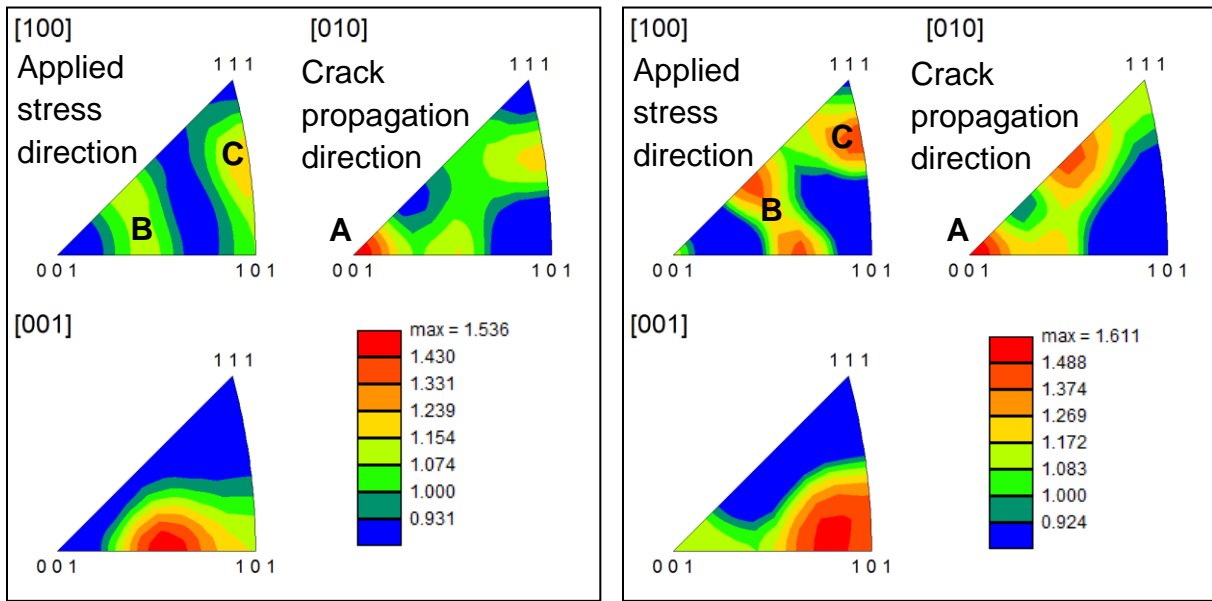 [100]
Applied
stress
direction
1 1 1
B
C
0 0 1
1 0 1
[010]
Crack
propagation
direction
1 1 1
A
0 0 1
1 0 1
[001]
1 1 1
0 0 1
1 0 1
max = 1.536
1.430
1.331
1.239
1.154
1.074
1.000
0.931
[100]
Applied
stress
direction
1 1 1
C
B
0 0 1
1 0 1
[010]
Crack
propagation
direction
1 1 1
A
0 0 1
1 0 1
[001]
1 1 1
0 0 1
1 0 1
max = 1.611
1.488
1.374
1.269
1.172
1.083
1.000
0.924